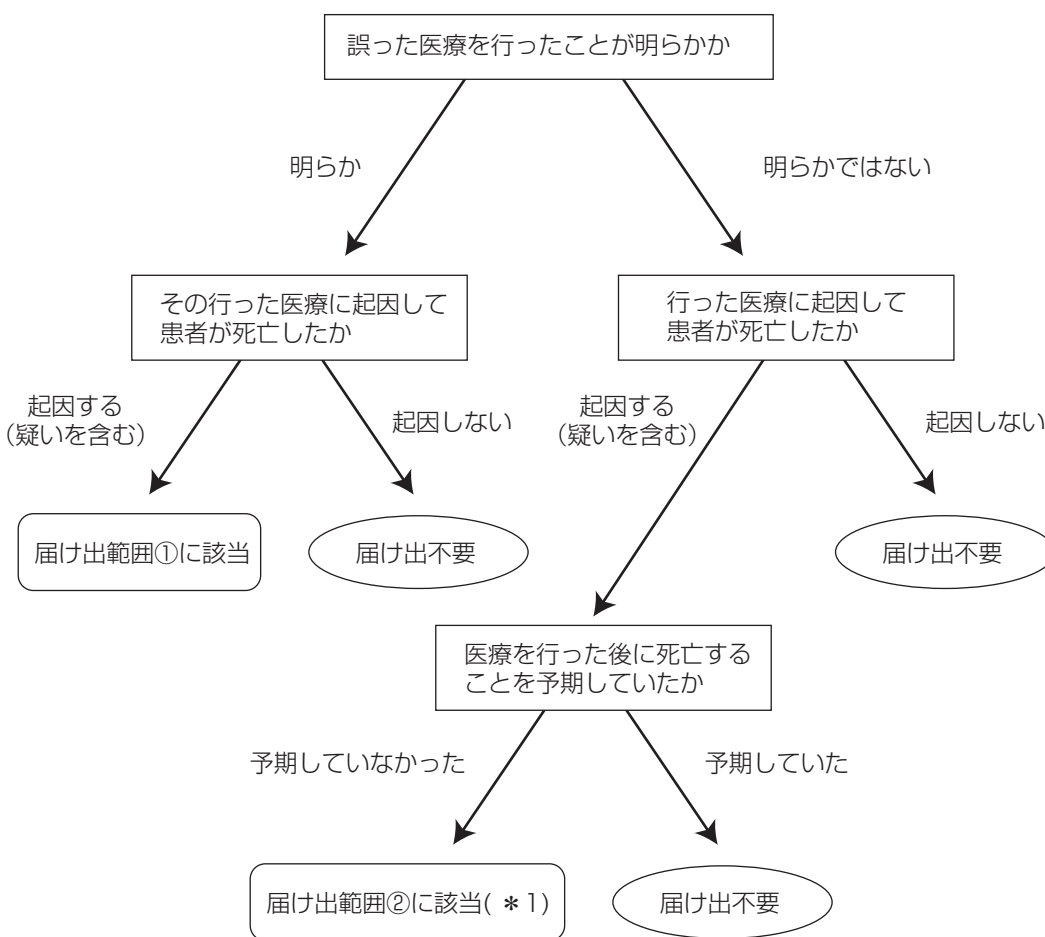 誤った医療を行ったことが明らかか
明らか
明らかではない
その行った医療に起因して
患者が死亡したか
行った医療に起因して
患者が死亡したか
起因する
(疑いを含む)
起因しない
起因する
(疑いを含む)
起因しない
届け出範囲①に該当
届け出不要
届け出不要
医療を行った後に死亡する
ことを予期していたか
予期していなかった
予期していた
届け出範囲②に該当(*1)
届け出不要